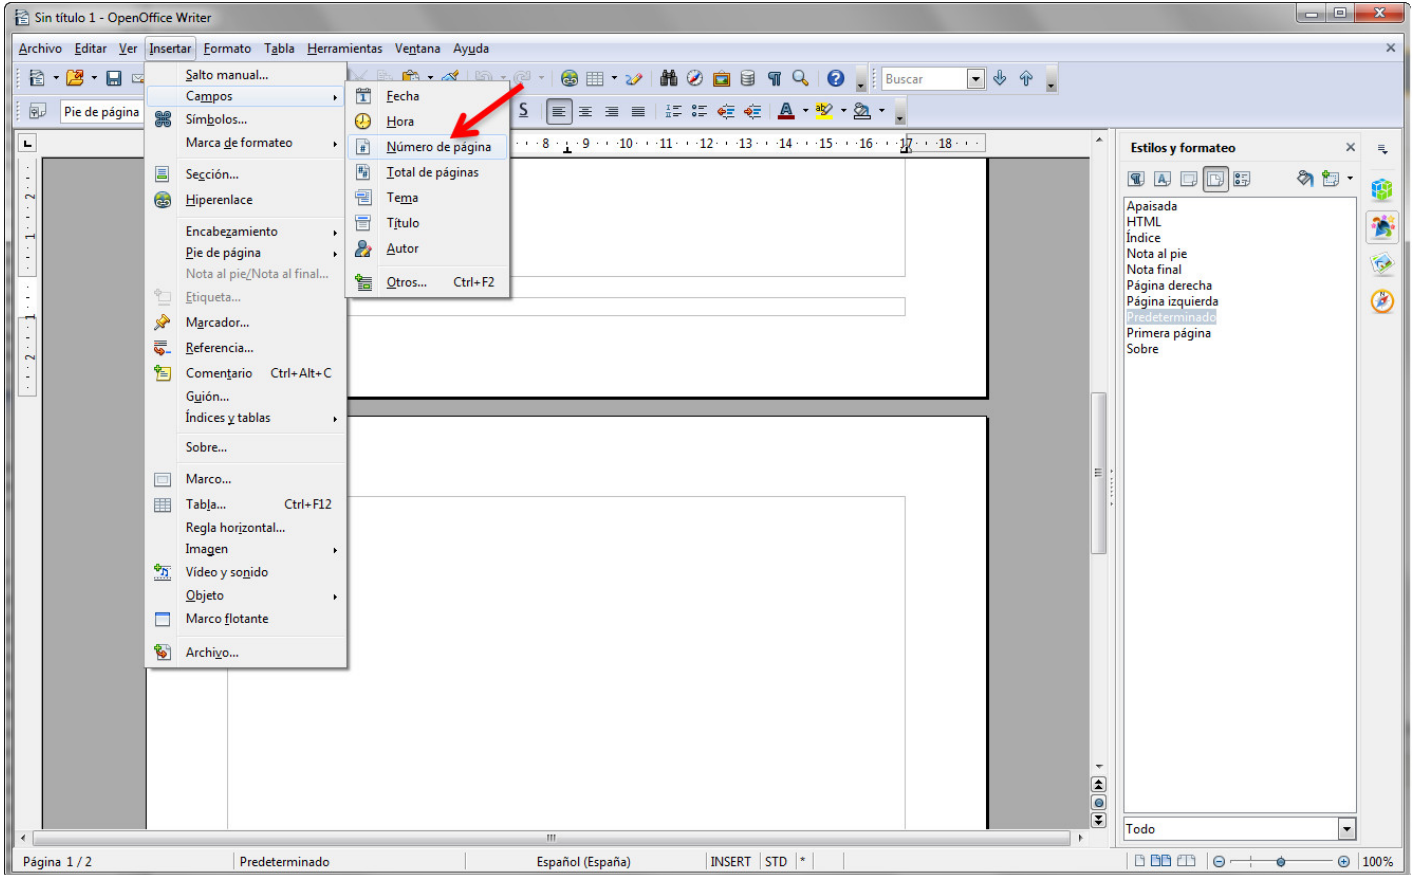 Sin título 1 - OpenOffice Writer
Archivo Editar Ver Insertar Formato Tabla Herramientas Ventana Ayuda
Buscar
Pie de página
8 9 10 11 12 13 14 15 16 17 18
Salto manual...
Campos
Símbolos...
Marca de formateo
Sección...
Hiperenlace
Encabezamiento
Pie de página
Nota al pie/Nota al final...
Etiqueta...
Marcador...
Referencia...
Comentario Ctrl+Alt+C
Guión...
Índices y tablas
Sobre...
Marco...
Tabla... Ctrl+F12
Regla horizontal...
Imagen
Vídeo y sonido
Objeto
Marco flotante
Archivo...
Fecha
Hora
Número de página
Total de páginas
Tema
Título
Autor
Otros... Ctrl+F2
2
1
1
2
Estilos y formateo
Apaisada
HTML
Índice
Nota al pie
Nota final
Página derecha
Página izquierda
Predeterminado
Primera página
Sobre
Todo
Página 1 / 2 Predeterminado Español (España) INSERT STD * 100%